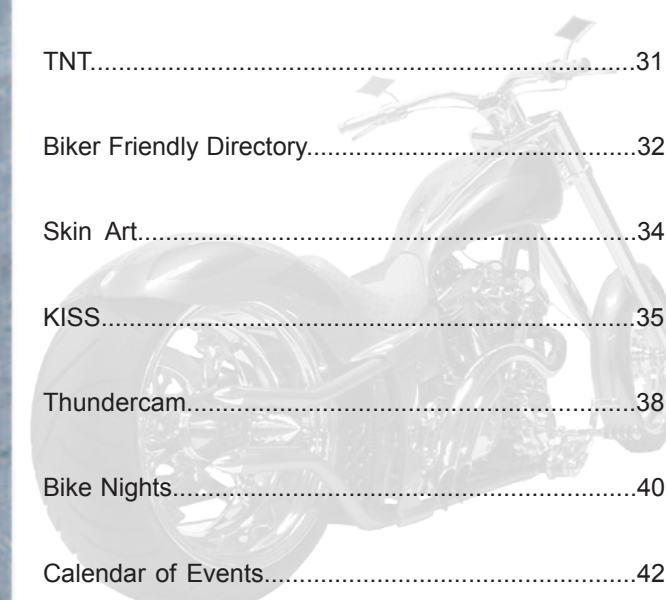 TNT..............................................................................31
Biker Friendly Directory...............................................32
Skin Art........................................................................34
KISS.............................................................................35
Thundercam.................................................................38
Bike Nights...................................................................40
Calendar of Events......................................................42